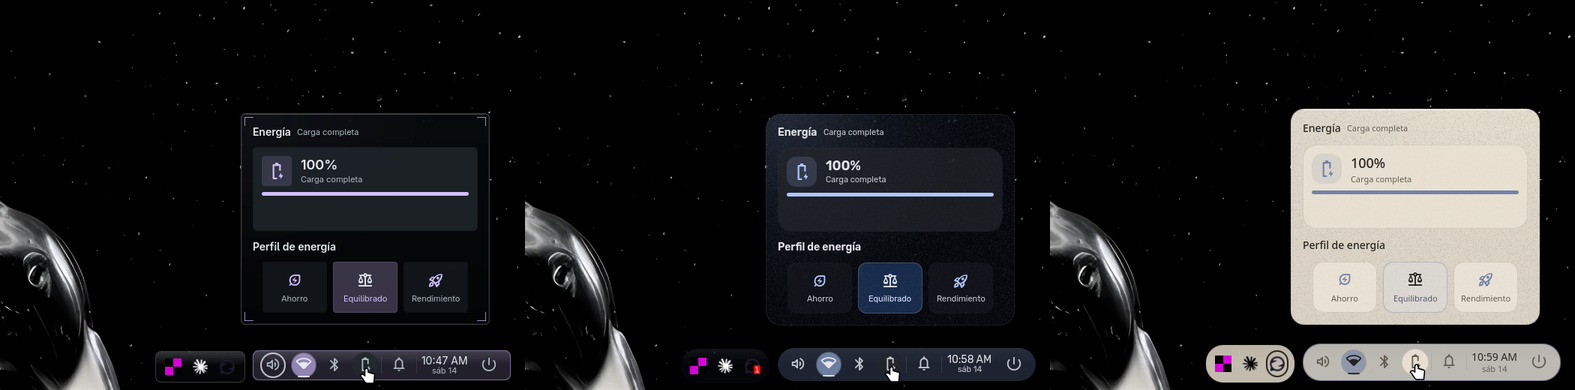 Energía Carga completa
100%
Carga completa
Perfil de energía
Ahorro Equilibrado Rendimiento
10:47 AM
sáb 14
Energía Carga completa
100%
Carga completa
Perfil de energía
Ahorro Equilibrado Rendimiento
1
10:58 AM
sáb 14
Energía Carga completa
100%
Carga completa
Perfil de energía
Ahorro Equilibrado Rendimiento
10:59 AM
sáb 14